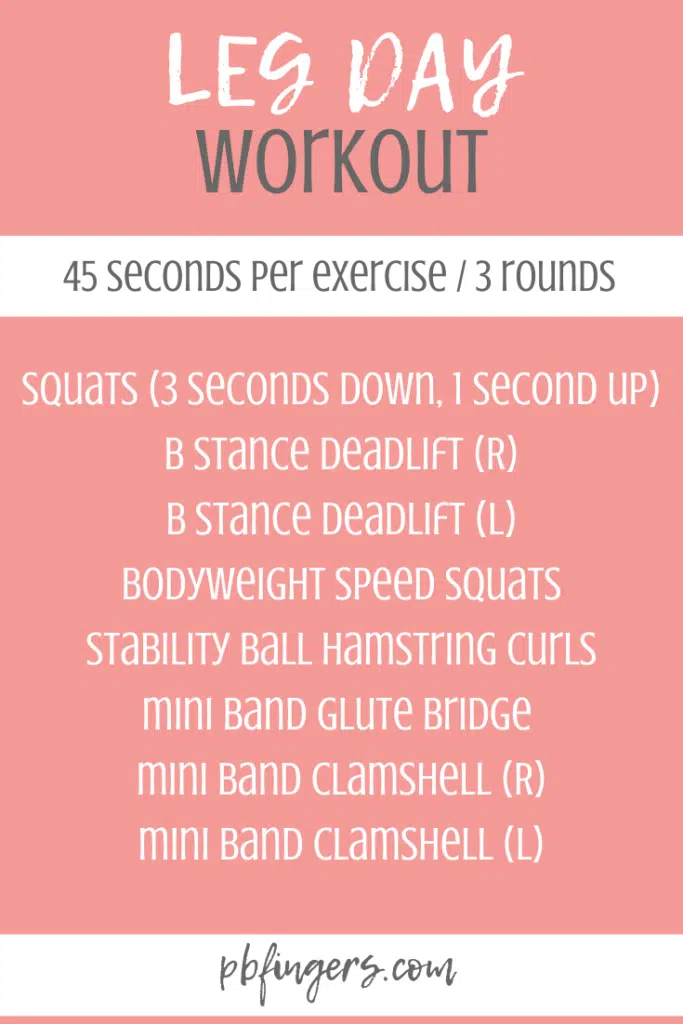 LEG DAY
WORKOUT
45 seconds per exercise / 3 rounds
squats (3 seconds down, 1 second up)
B Stance Deadlift (R)
B Stance Deadlift (L)
Bodyweight Speed Squats
Stability Ball Hamstring Curls
Mini Band Glute Bridge
Mini Band Clamshell (R)
Mini Band Clamshell (L)
pbfingers.com